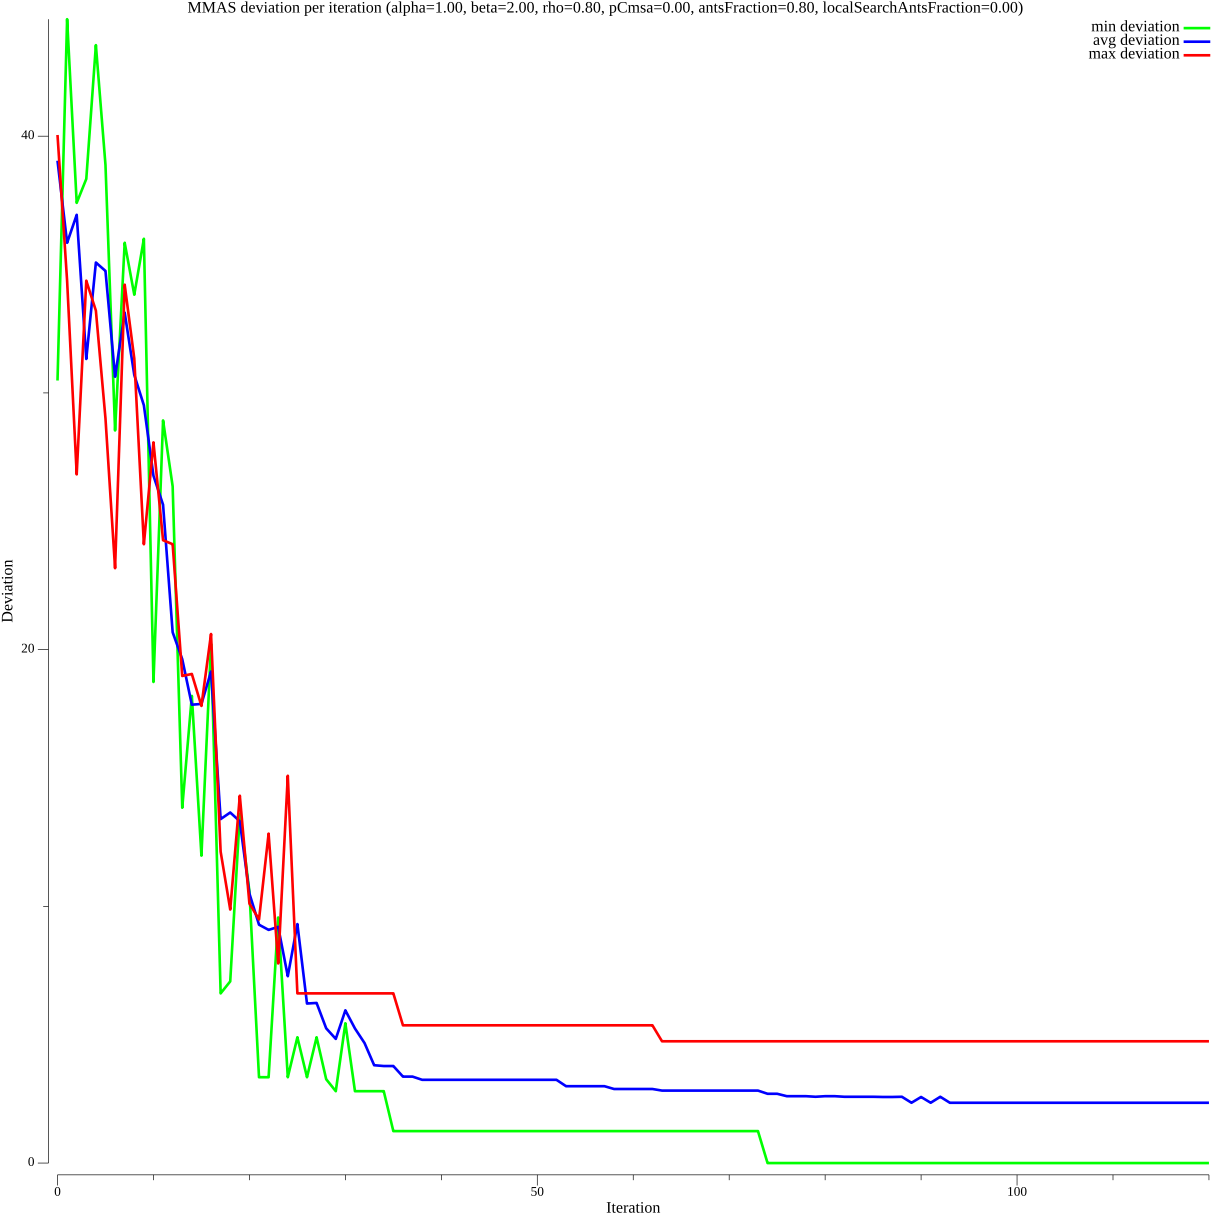 MMAS deviation per iteration (alpha=1.00, beta=2.00, rho=0.80, pCmsa=0.00, antsFraction=0.80, localSearchAntsFraction=0.00)
min deviation
avg deviation
max deviation
40
20
0
Deviation
0
50
100
Iteration